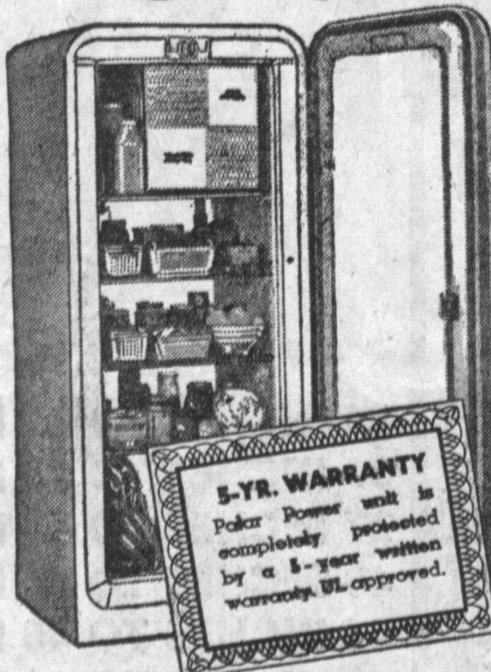 5-YR. WARRANTY
Polar Power unit is
completely protected
by a 5-year written
warranty. UL approved.